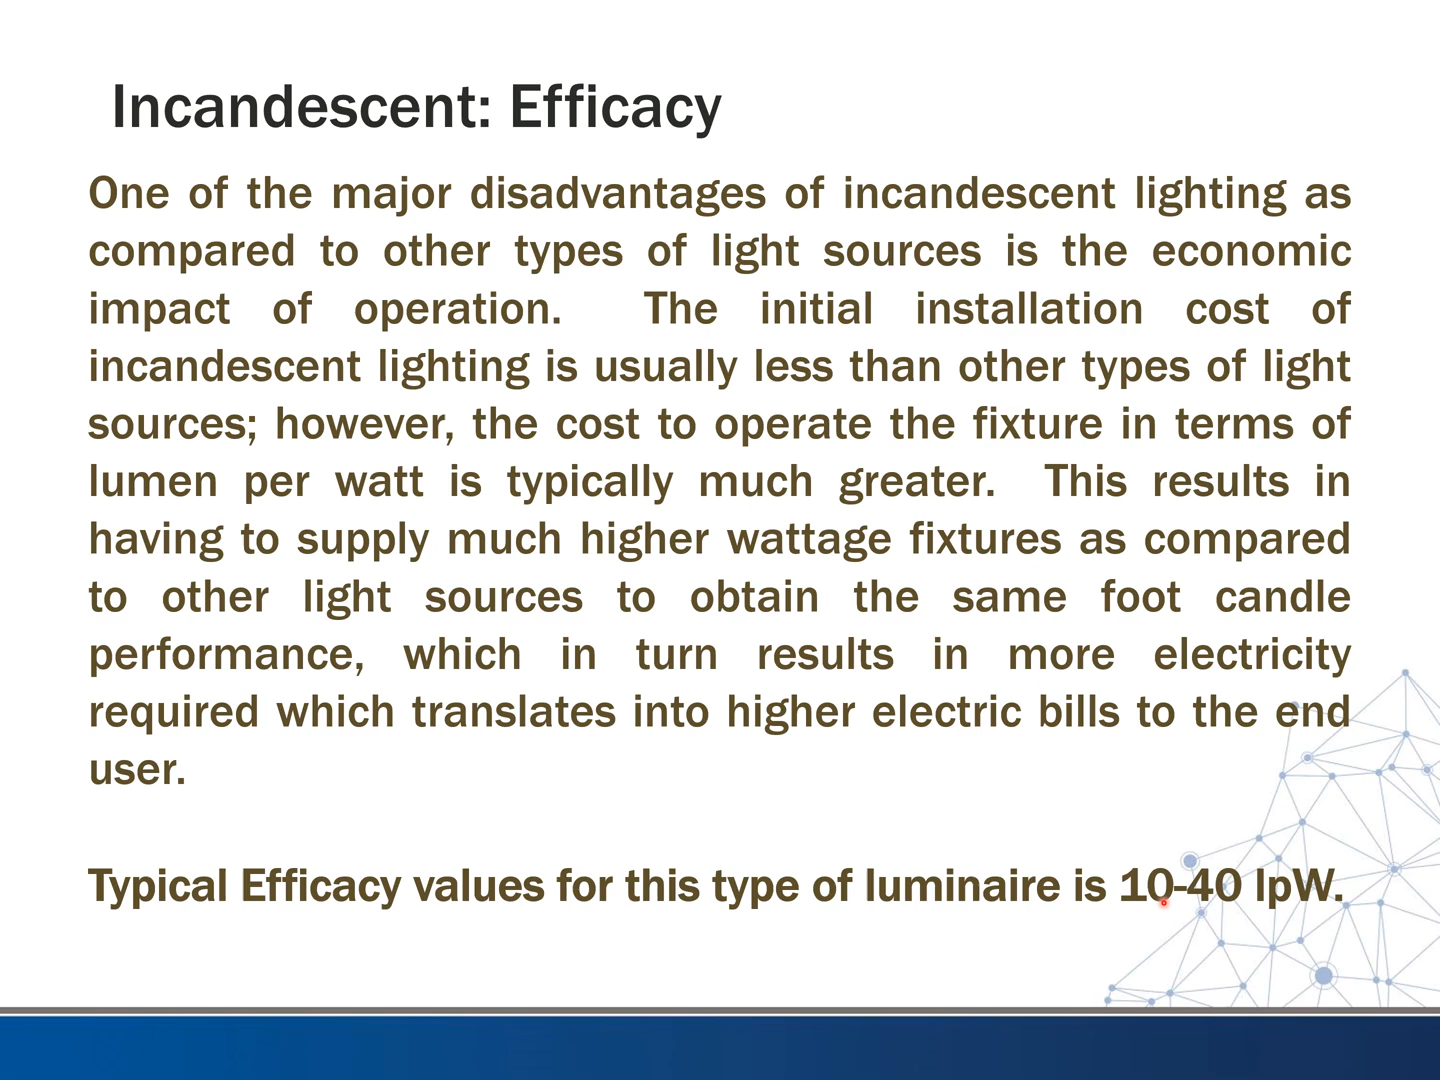 Incandescent: Efficacy
One of the major disadvantages of incandescent lighting as
compared to other types of light sources is the economic
impact of operation. The initial installation cost of
incandescent lighting is usually less than other types of light
sources; however, the cost to operate the fixture in terms of
lumen per watt is typically much greater. This results in
having to supply much higher wattage fixtures as compared
to other light sources to obtain the same foot candle
performance, which in turn results in more electricity
required which translates into higher electric bills to the end
user.
Typical Efficacy values for this type of luminaire is 10-40 lpW.